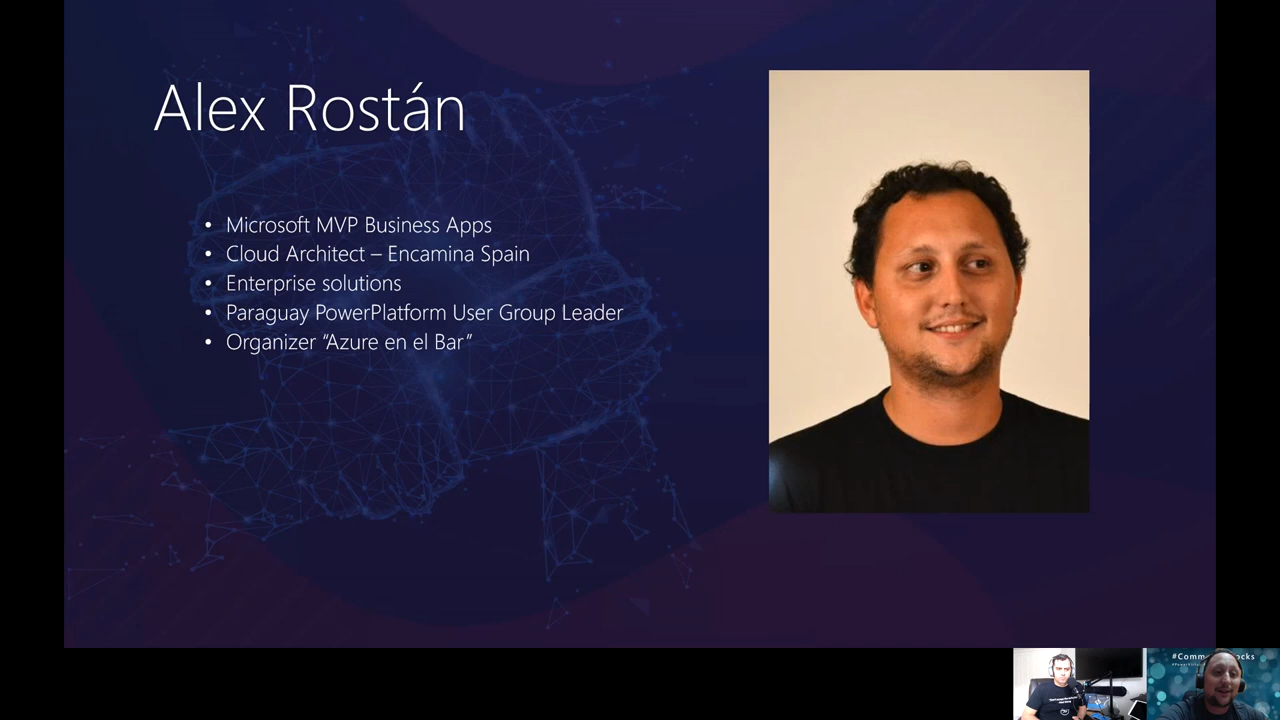 Alex Rostán
• Microsoft MVP Business Apps
• Cloud Architect – Encamina Spain
• Enterprise solutions
• Paraguay PowerPlatform User Group Leader
• Organizer “Azure en el Bar”